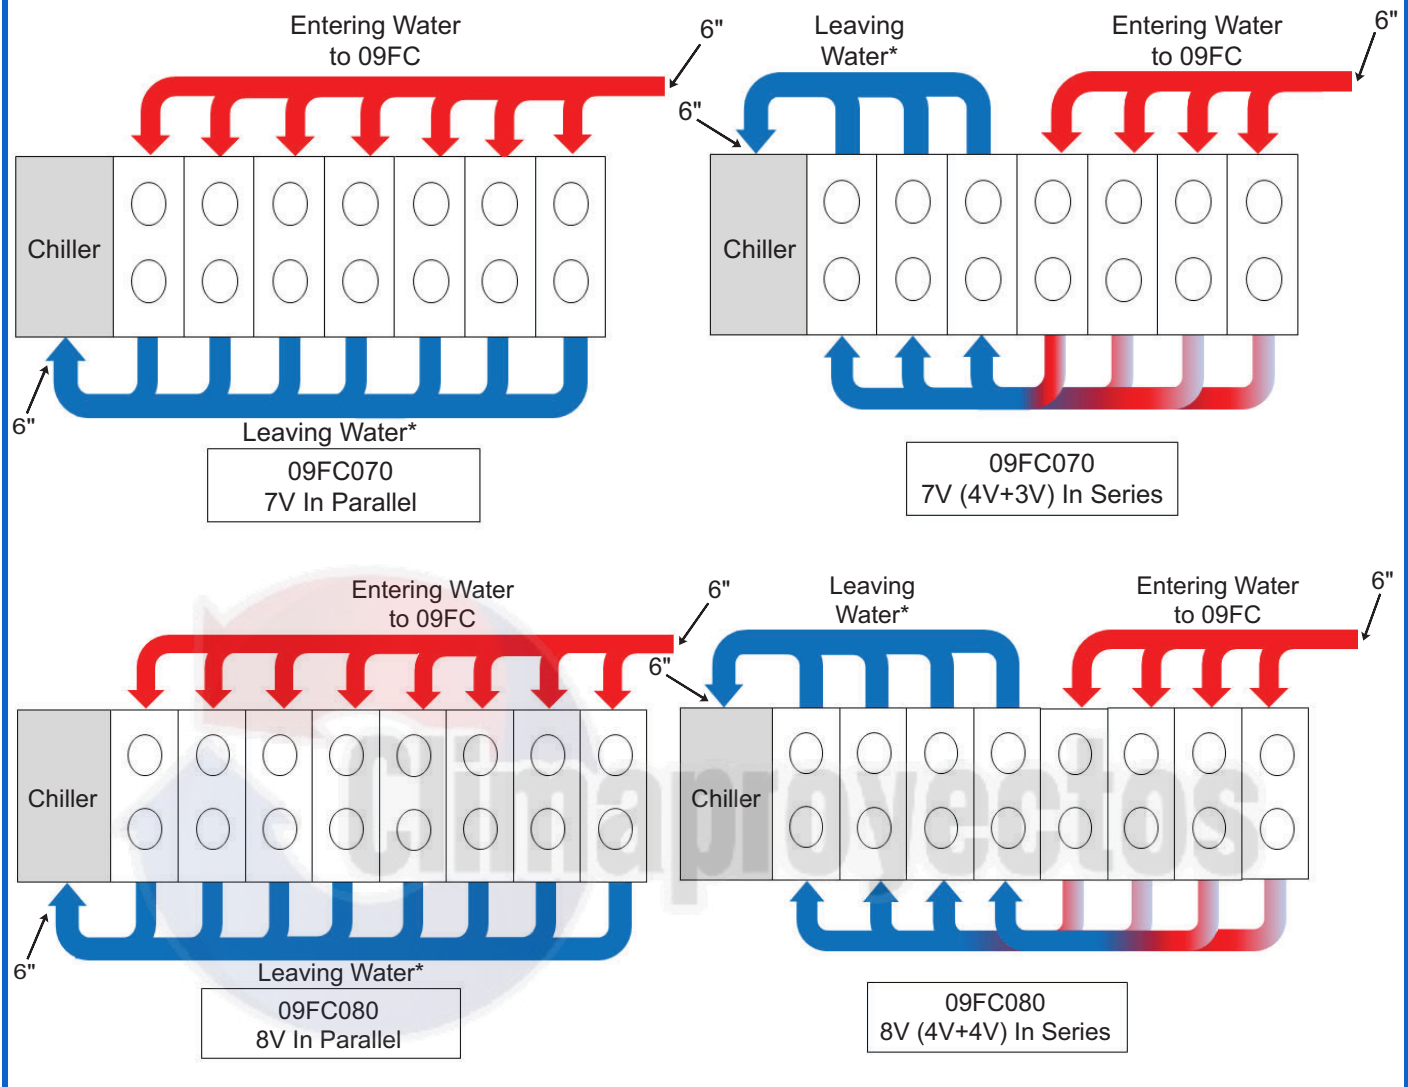 Entering Water
to 09FC
6"
Chiller
6"
Leaving Water*
09FC070
7V In Parallel
Leaving
Water*
Entering Water
to 09FC
6"
6"
Chiller
09FC070
7V (4V+3V) In Series
Entering Water
to 09FC
6"
Chiller
6"
Leaving Water*
09FC080
8V In Parallel
Leaving
Water*
Entering Water
to 09FC
6"
6"
Chiller
09FC080
8V (4V+4V) In Series
Climaproyectos